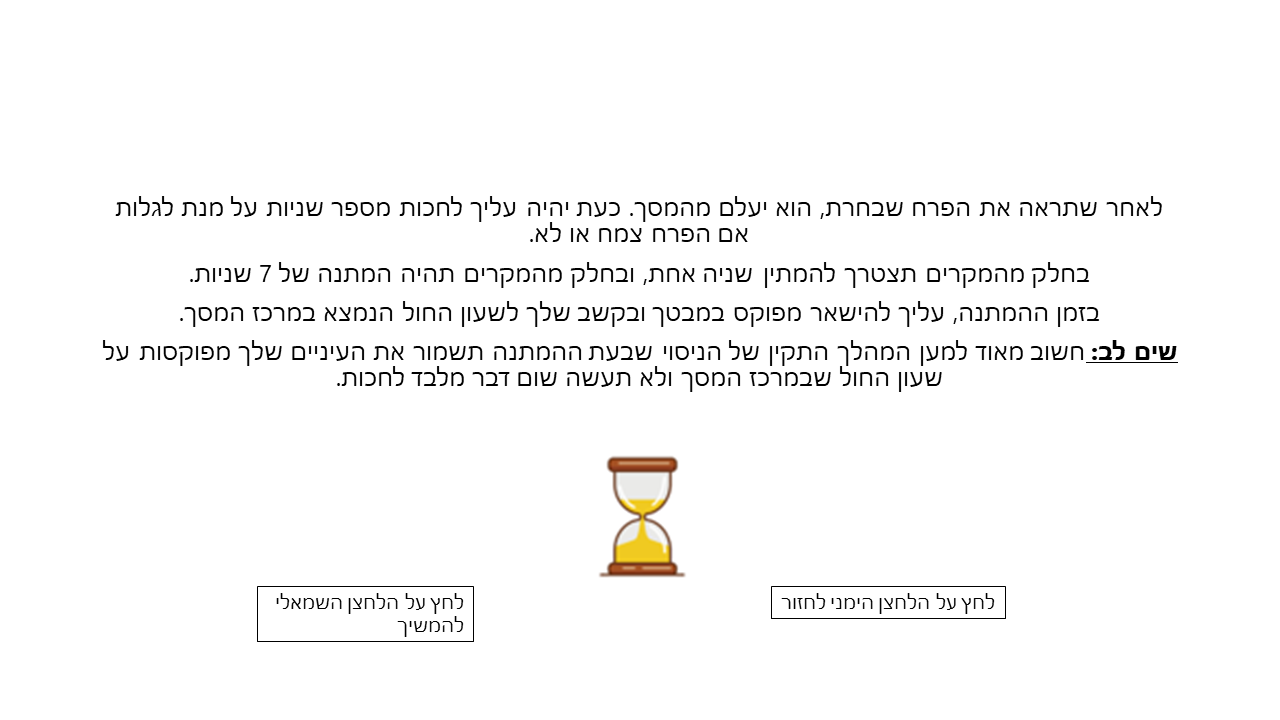 לאחר שתראה את הפרח שבחרת, הוא יעלם מהמסך. כעת יהיה עליך לחכות מספר שניות על מנת לגלות
אם הפרח צמח או לא.
בחלק מהמקרים תצטרך להמתין שניה אחת, ובחלק מהמקרים תהיה המתנה של 7 שניות.
בזמן ההמתנה, עליך להישאר מפוקס במבטך ובקשב שלך לשעון החול הנמצא במרכז המסך.
שים לב: חשוב מאוד למען המהלך התקין של הניסוי שבעת ההמתנה תשמור את העיניים שלך מפוקסות על
שעון החול שבמרכז המסך ולא תעשה שום דבר מלבד לחכות.
לחץ על הלחצן הימני לחזור
לחץ על הלחצן השמאלי
להמשיך